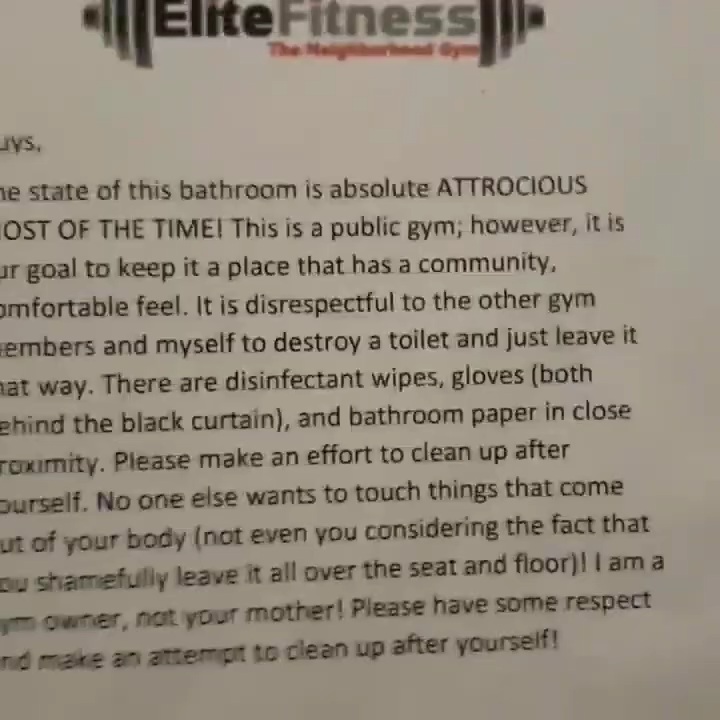 EliteFitness
The Neighborhood Gym
uys,
he state of this bathroom is absolute ATTROCIOUS
OST OF THE TIME! This is a public gym; however, it is
ur goal to keep it a place that has a community,
omfortable feel. It is disrespectful to the other gym
embers and myself to destroy a toilet and just leave it
hat way. There are disinfectant wipes, gloves (both
ehind the black curtain), and bathroom paper in close
roximity. Please make an effort to clean up after
ourself. No one else wants to touch things that come
ut of your body (not even you considering the fact that
ou shamefully leave it all over the seat and floor)! I am a
ym owner, not your mother! Please have some respect
nd make an attempt to clean up after yourself!